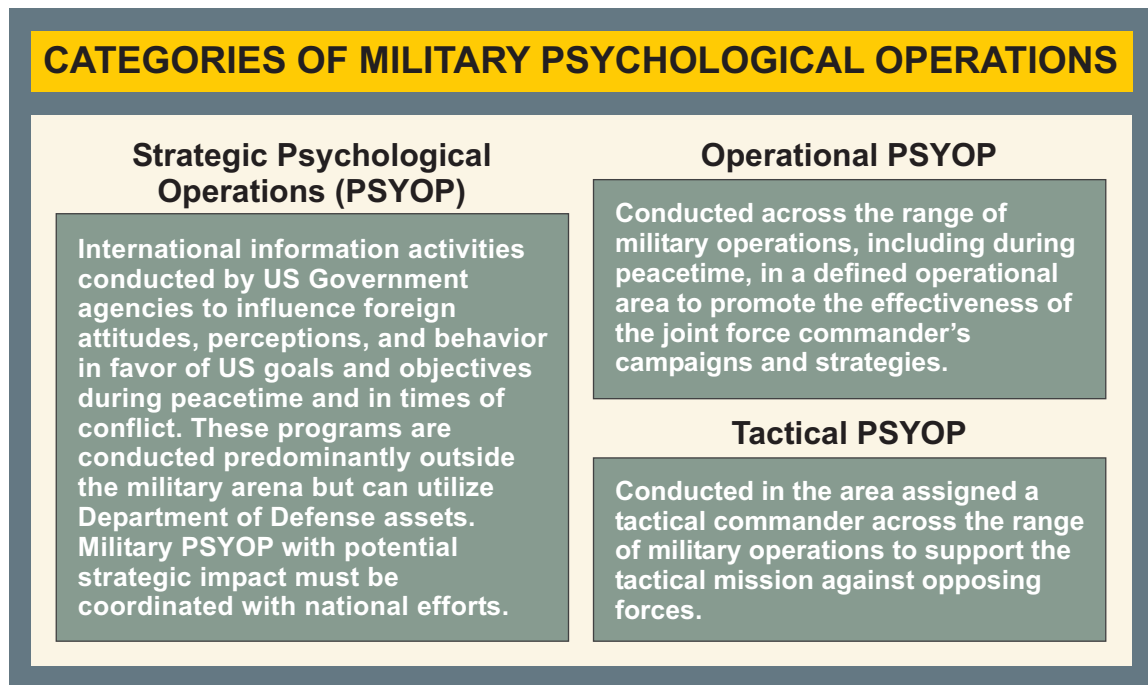 CATEGORIES OF MILITARY PSYCHOLOGICAL OPERATIONS
Strategic Psychological
Operations (PSYOP)
International information activities
conducted by US Government
agencies to influence foreign
attitudes, perceptions, and behavior
in favor of US goals and objectives
during peacetime and in times of
conflict. These programs are
conducted predominantly outside
the military arena but can utilize
Department of Defense assets.
Military PSYOP with potential
strategic impact must be
coordinated with national efforts.
Operational PSYOP
Conducted across the range of
military operations, including during
peacetime, in a defined operational
area to promote the effectiveness of
the joint force commander’s
campaigns and strategies.
Tactical PSYOP
Conducted in the area assigned a
tactical commander across the range
of military operations to support the
tactical mission against opposing
forces.